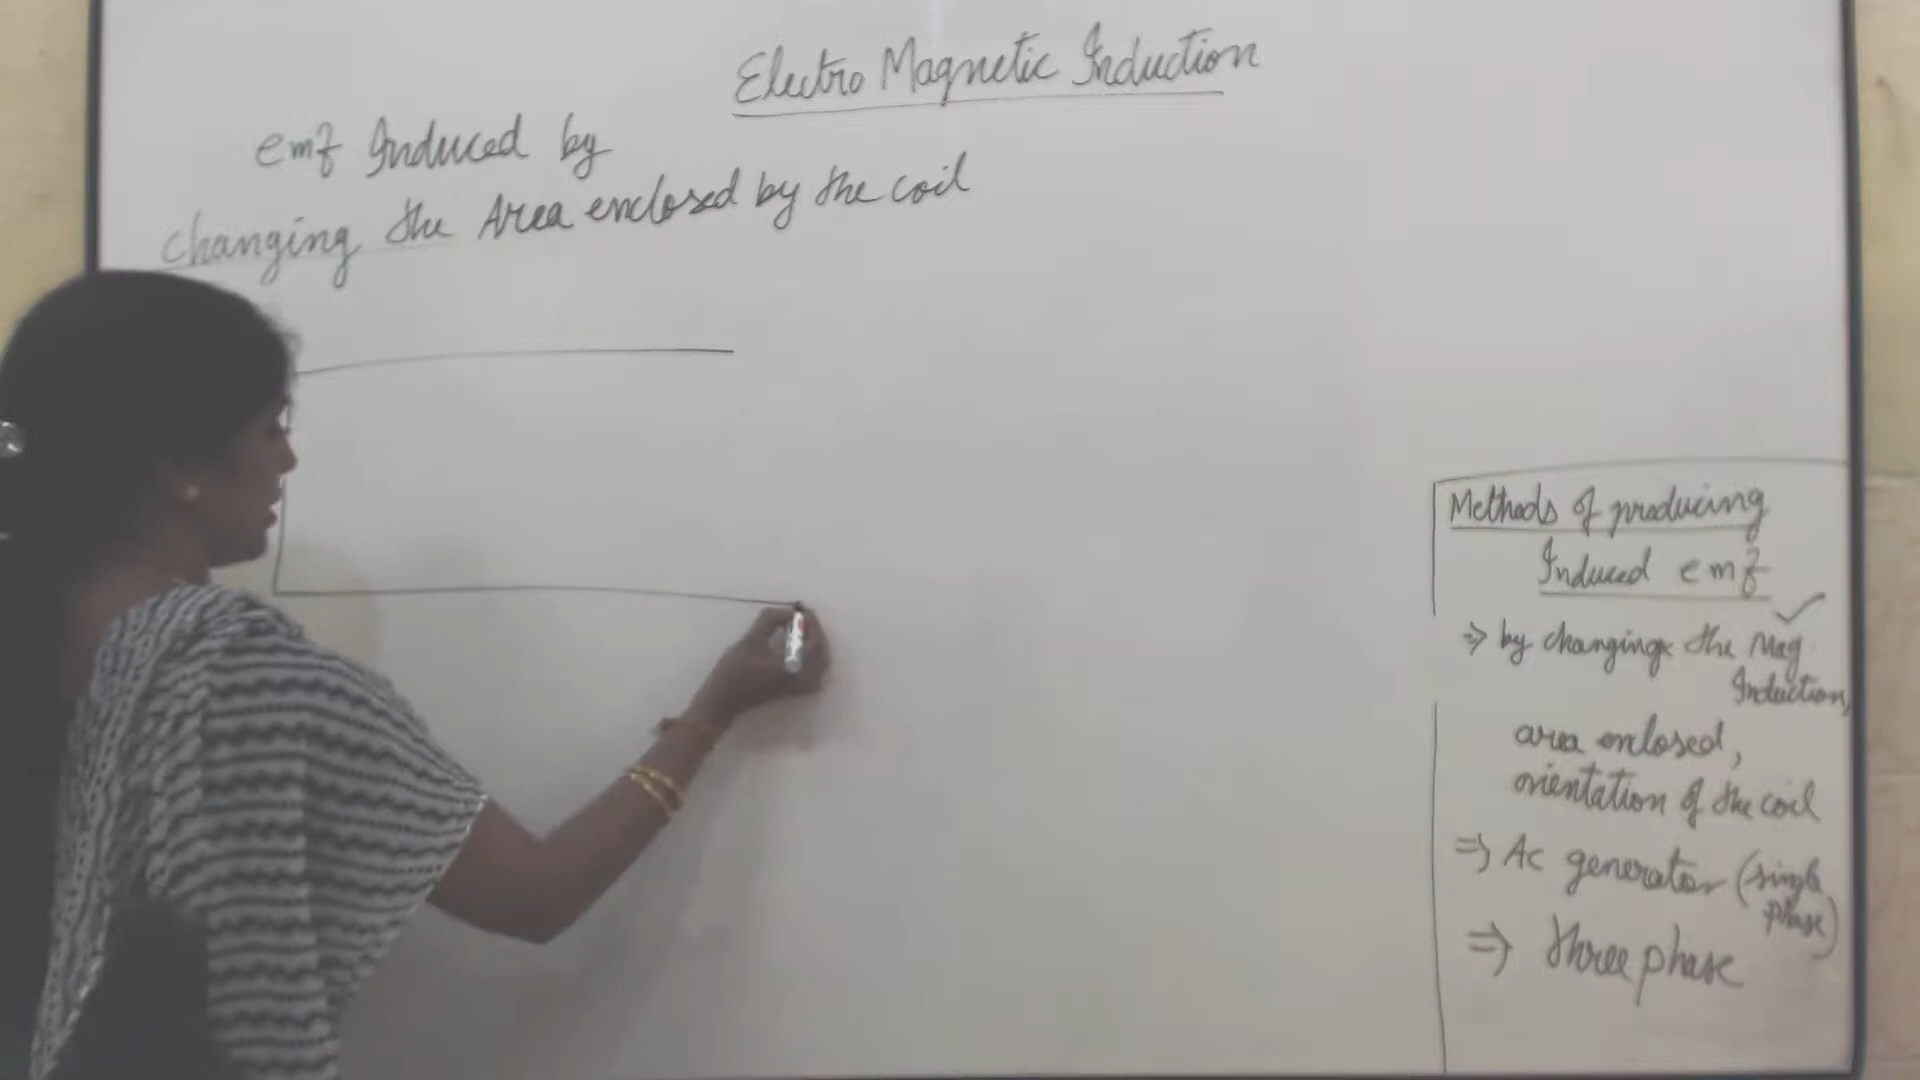 Electro Magnetic Induction
emf Induced by
changing the Area enclosed by the coil
Methods of producing
Induced emf
⇒ by changing the Mag
Induction,
area enclosed,
orientation of the coil
⇒ Ac generator (single
phase)
⇒ three phase